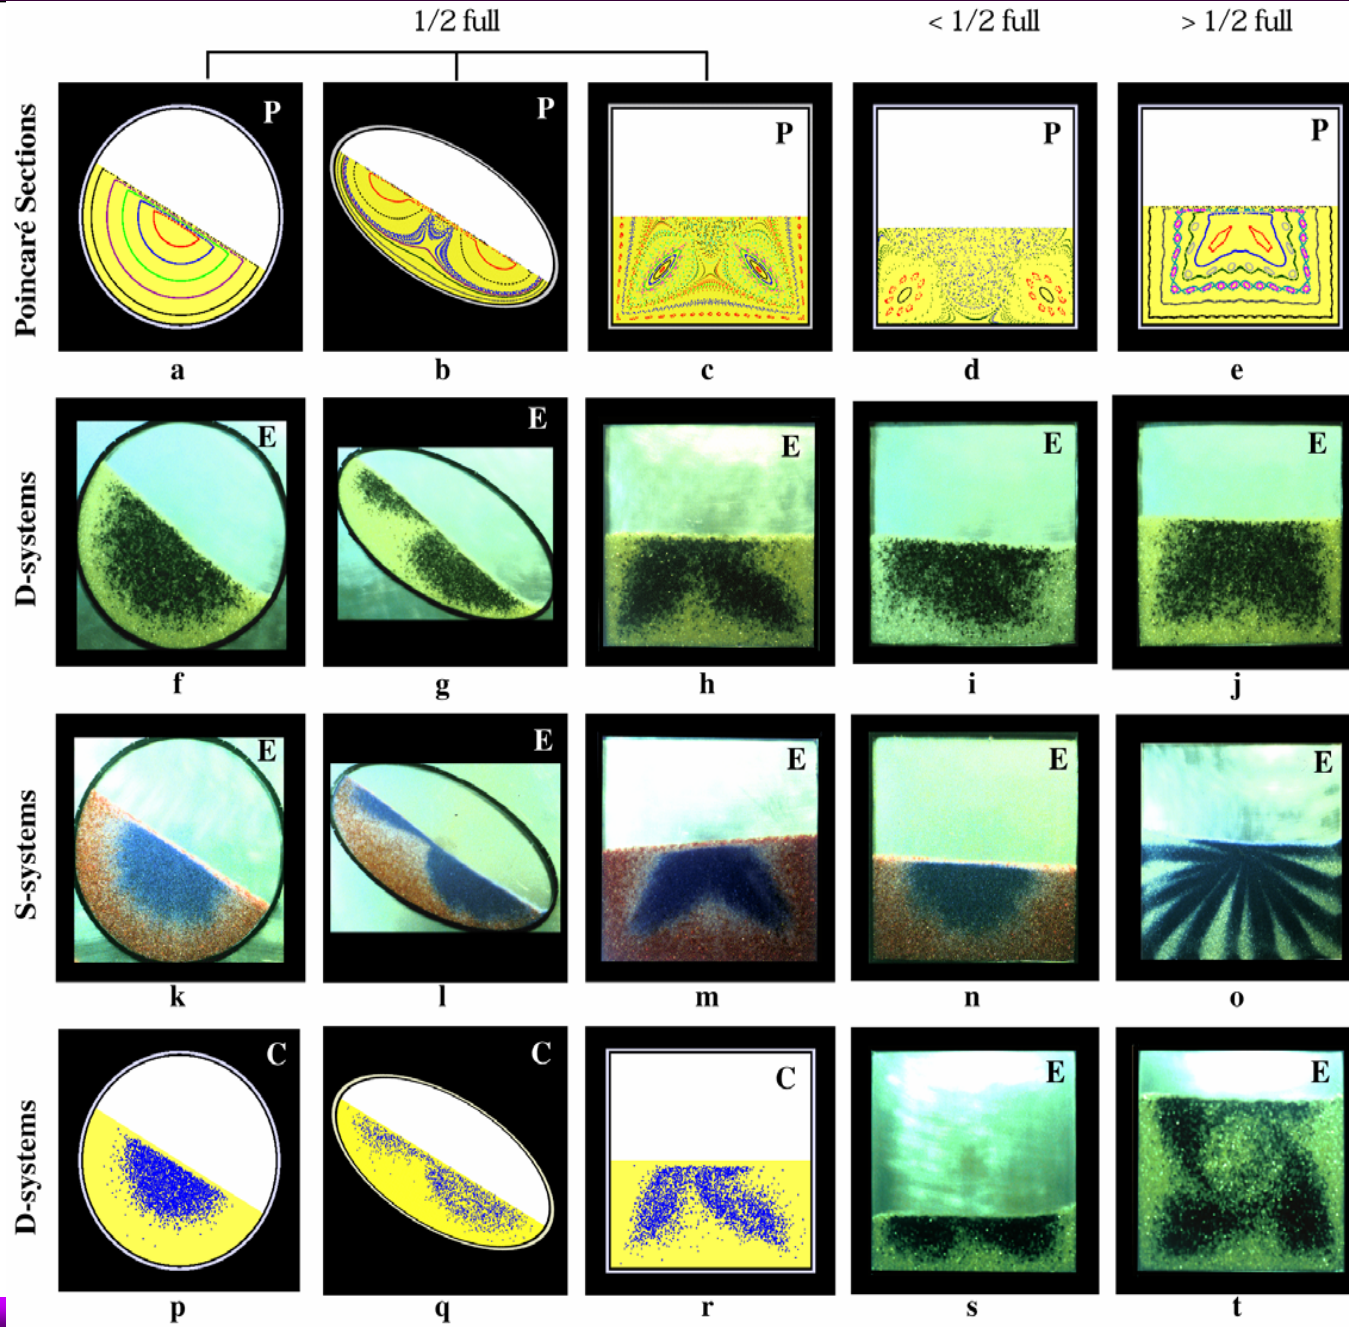 1/2 full
< 1/2 full
> 1/2 full
Poincaré Sections
P
P
P
P
P
a
b
c
d
e
D-systems
E
E
E
E
E
f
g
h
i
j
S-systems
E
E
E
E
E
k
l
m
n
o
D-systems
C
C
C
E
E
p
q
r
s
t